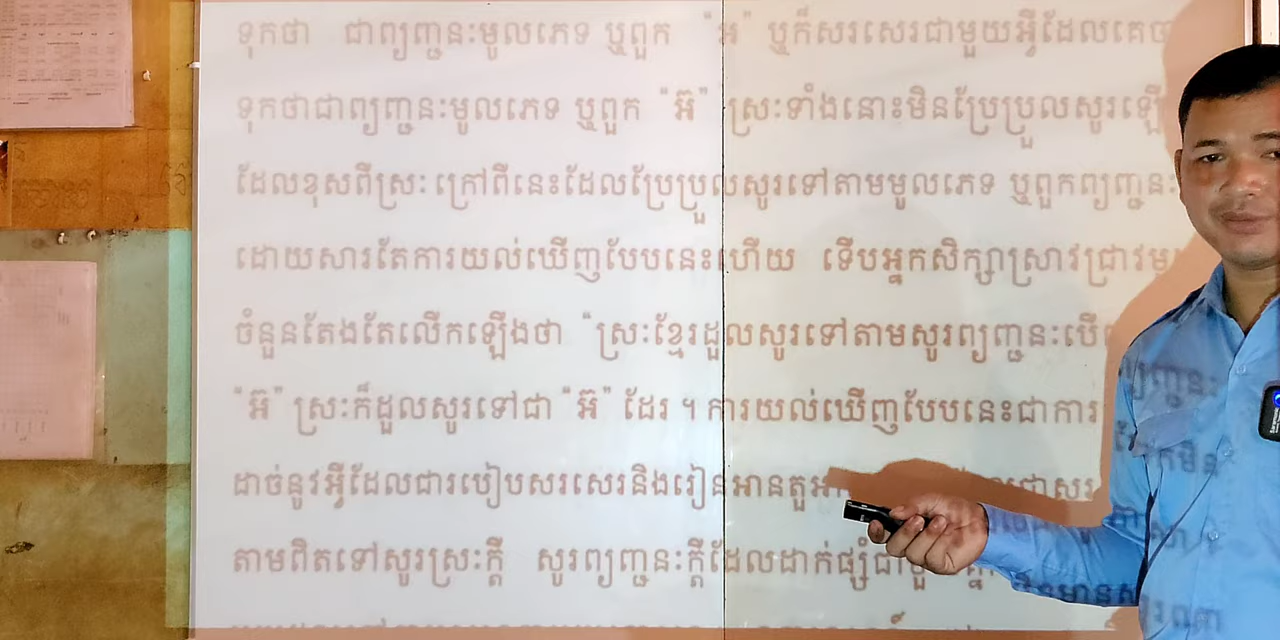 ទុកថា ជាព្យញ្ជនៈមូលភេទ ឬពួក “អ” ឬក៏សរសេរជាមួយអ្វីដែលគេ
ទុកថាជាព្យញ្ជនៈមូលភេទ ឬពួក “អ៊” ស្រៈទាំងនោះមិនប្រែប្រួលសូរឡើ
ដែលខុសពីស្រៈ ក្រៅពីនេះដែលប្រែប្រួលសូរទៅតាមមូលភេទ ឬពួកព្យញ្ជនៈ
ដោយសារតែការយល់ឃើញបែបនេះហើយ ទើបអ្នកសិក្សាស្រាវជ្រាវ
ចំនួនតែងតែលើកឡើងថា “ស្រៈខ្មែរដួលសូរទៅតាមសូរព្យញ្ជនៈបើ
“អ៊” ស្រៈក៏ដួលសូរទៅជា “អ៊” ដែរ ។ ការយល់ឃើញបែបនេះជាការ
ដាច់នូវអ្វីដែលជារបៀបសរសេរនិងរៀនអានតួ
តាមពិតទៅសូរស្រៈក្តី សូរព្យញ្ជនៈក្តីដែលដាក់ផ្សំជាមួយគ្នា